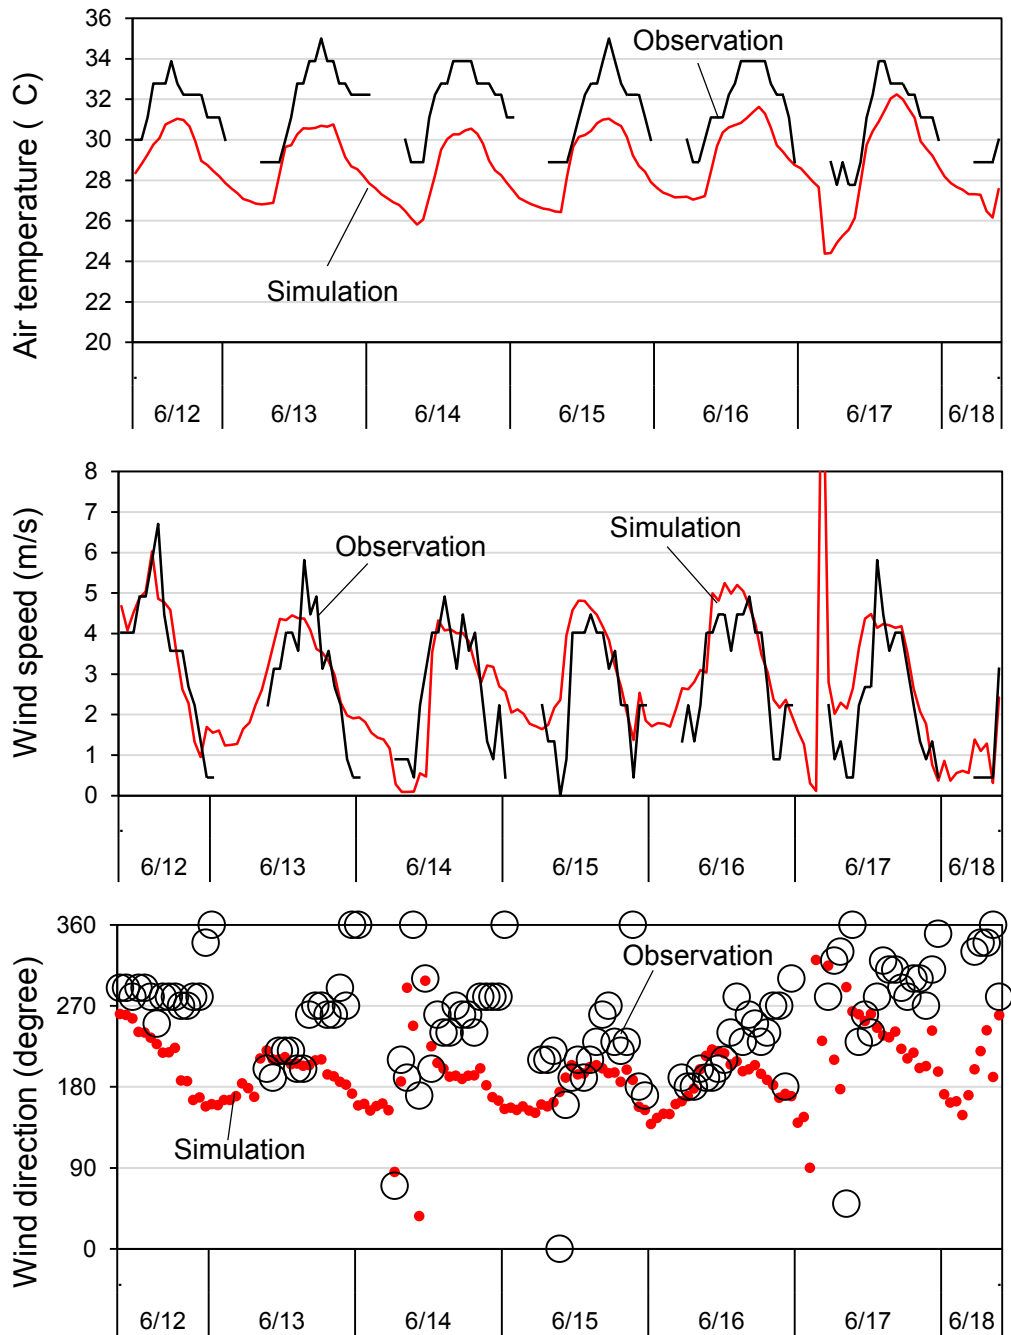 Air temperature ( C)
36
34
32
30
28
26
24
22
20
Observation
Simulation
6/12 6/13 6/14 6/15 6/16 6/17 6/18
Wind speed (m/s)
8
7
6
5
4
3
2
1
0
Observation
Simulation
6/12 6/13 6/14 6/15 6/16 6/17 6/18
Wind direction (degree)
360
270
180
90
0
Observation
Simulation
6/12 6/13 6/14 6/15 6/16 6/17 6/18